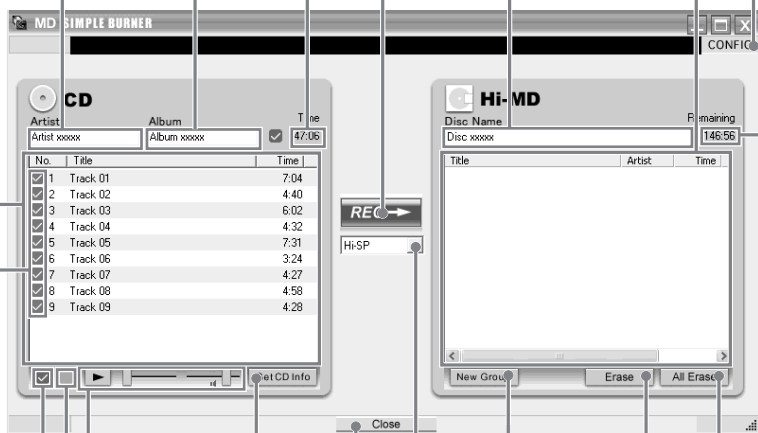 MD SIMPLE BURNER
CONFIG
CD
Artist Album Time
Artist xxxxx Album xxxxx 47:06
No. Title Time
1 Track 01 7:04
2 Track 02 4:40
3 Track 03 6:02
4 Track 04 4:32
5 Track 05 7:31
6 Track 06 3:24
7 Track 07 4:27
8 Track 08 4:58
9 Track 09 4:28
Get CD Info
REC
Hi-SP
Hi-MD
Disc Name Remaining
Disc xxxxx 146:56
Title Artist Time
New Group Erase All Erase
Close